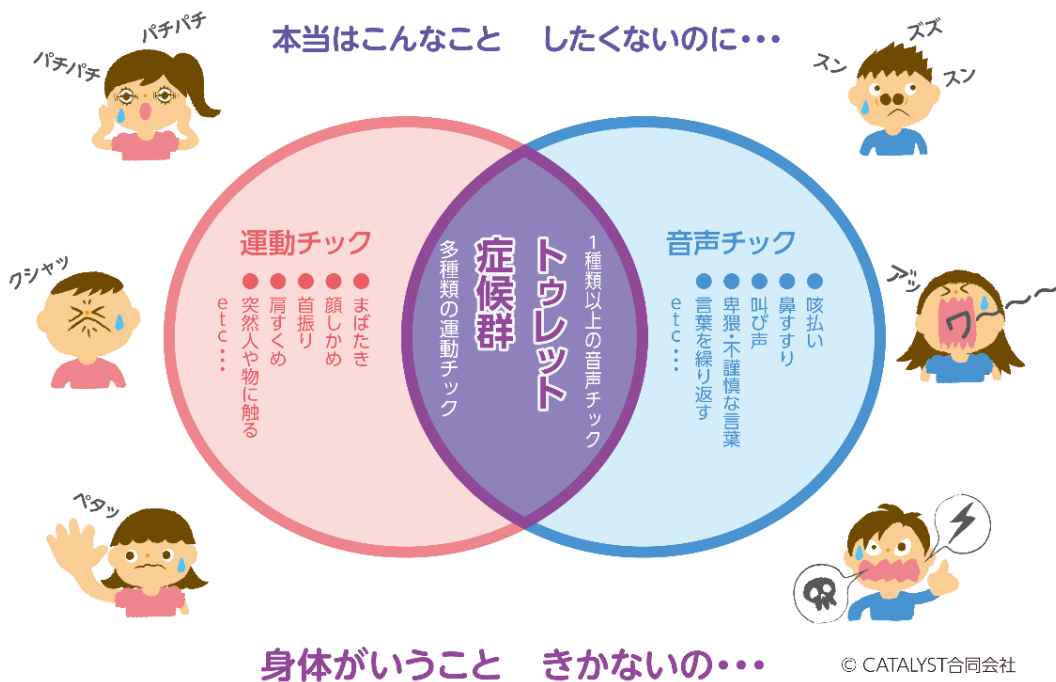 本当はこんなこと したくないのに・・・
パチパチ
パチパチ
ズズ
スン
スン
運動チック
まばたき
顔しかめ
首振り
肩すくめ
突然人や物に触る
etc・・・
1種類以上の音声チック
トゥレット
症候群
多種類の運動チック
音声チック
咳払い
鼻すすり
叫び声
卑猥・不謹慎な言葉
言葉を繰り返す
etc・・・
クシャッ
アッ
ワ
ペタッ
身体がいうこと きかないの・・・
© CATALYST合同会社